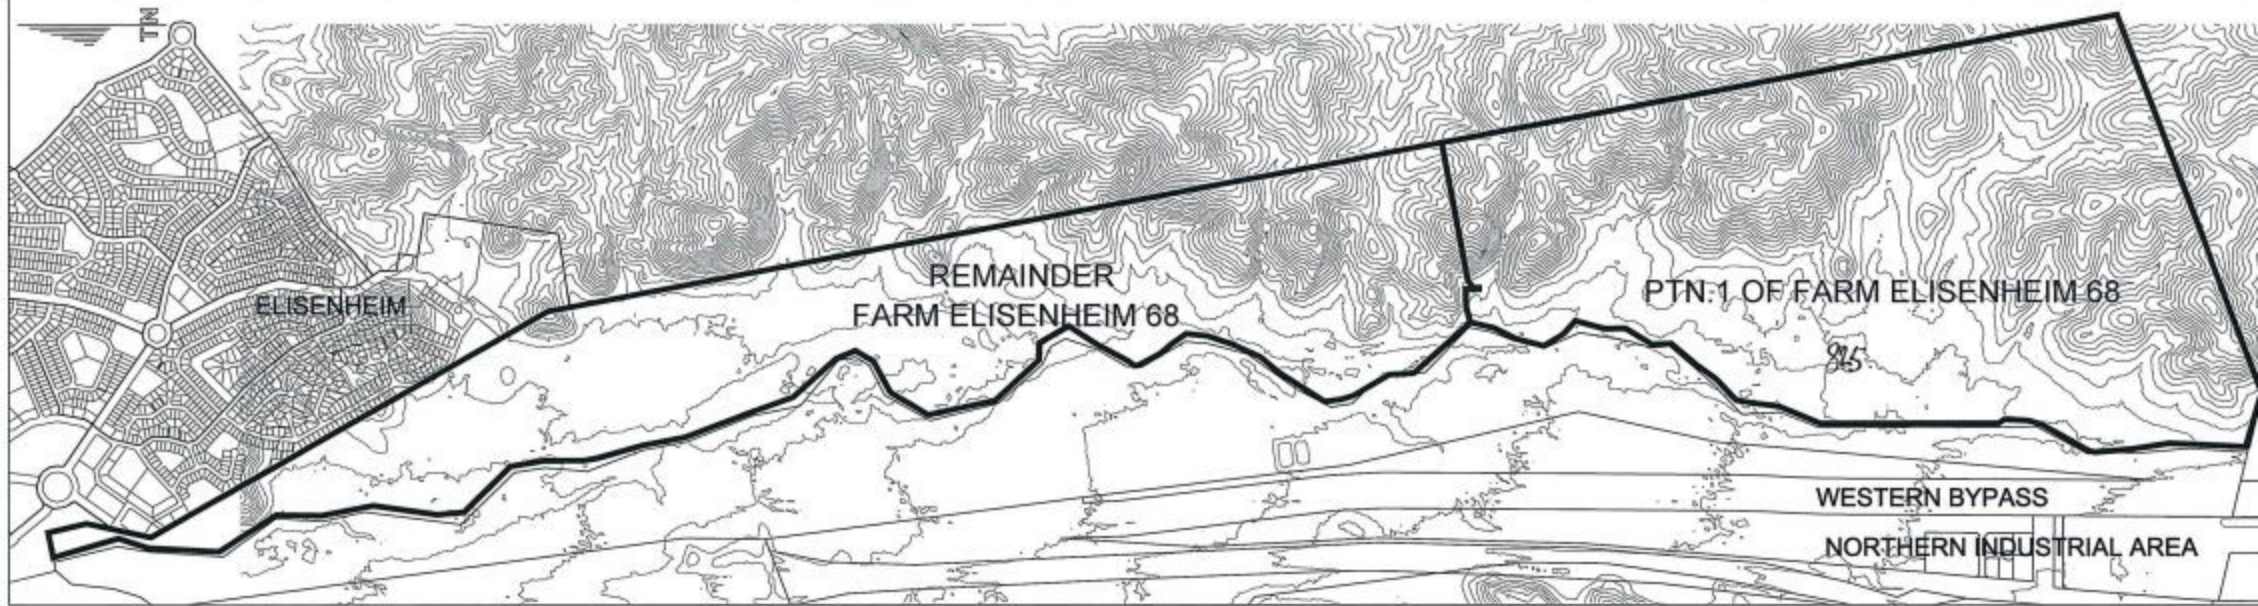 TN
ELISENHEIM
REMAINDER
FARM ELISENHEIM 68
PTN.1 OF FARM ELISENHEIM 68
WESTERN BYPASS
NORTHERN INDUSTRIAL AREA